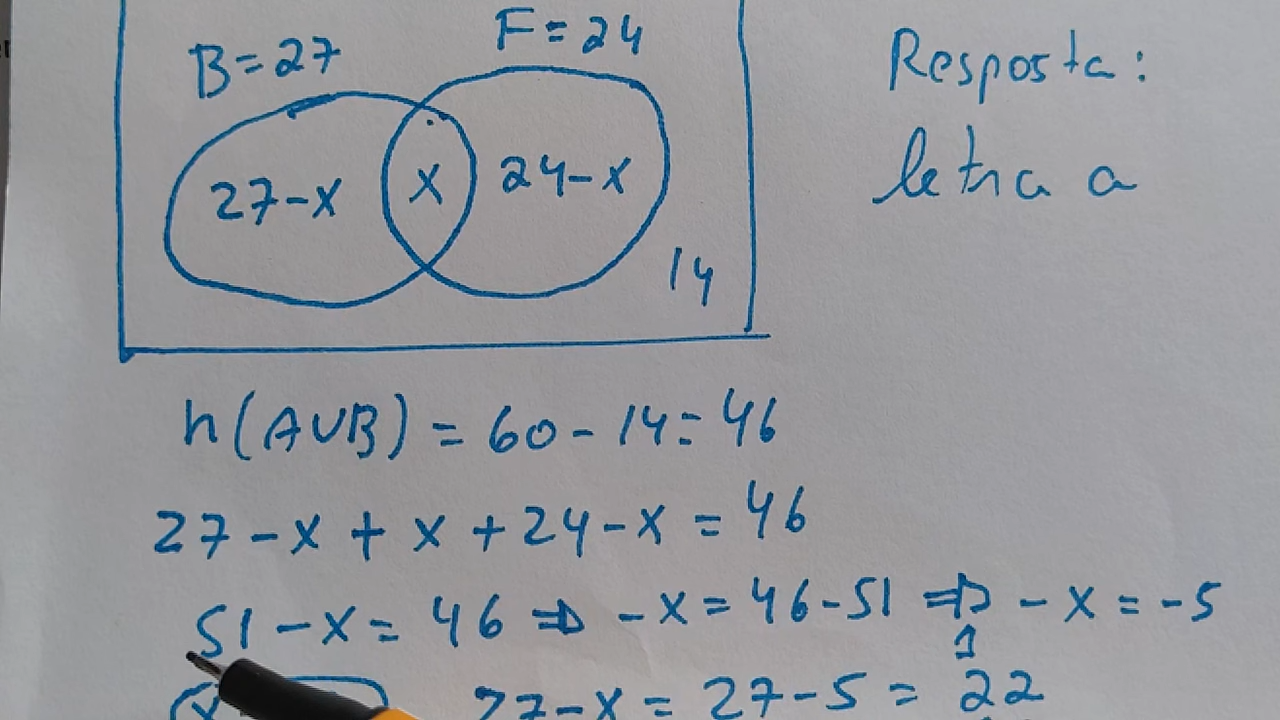 B=27
F=24
27-x
x
24-x
14
Resposta:
letra a
n(AUB) = 60-14=46
27-x+x+24-x=46
51-x=46 ⇒ -x=46-51 ⇒ -x=-5
27-x=27-5=22